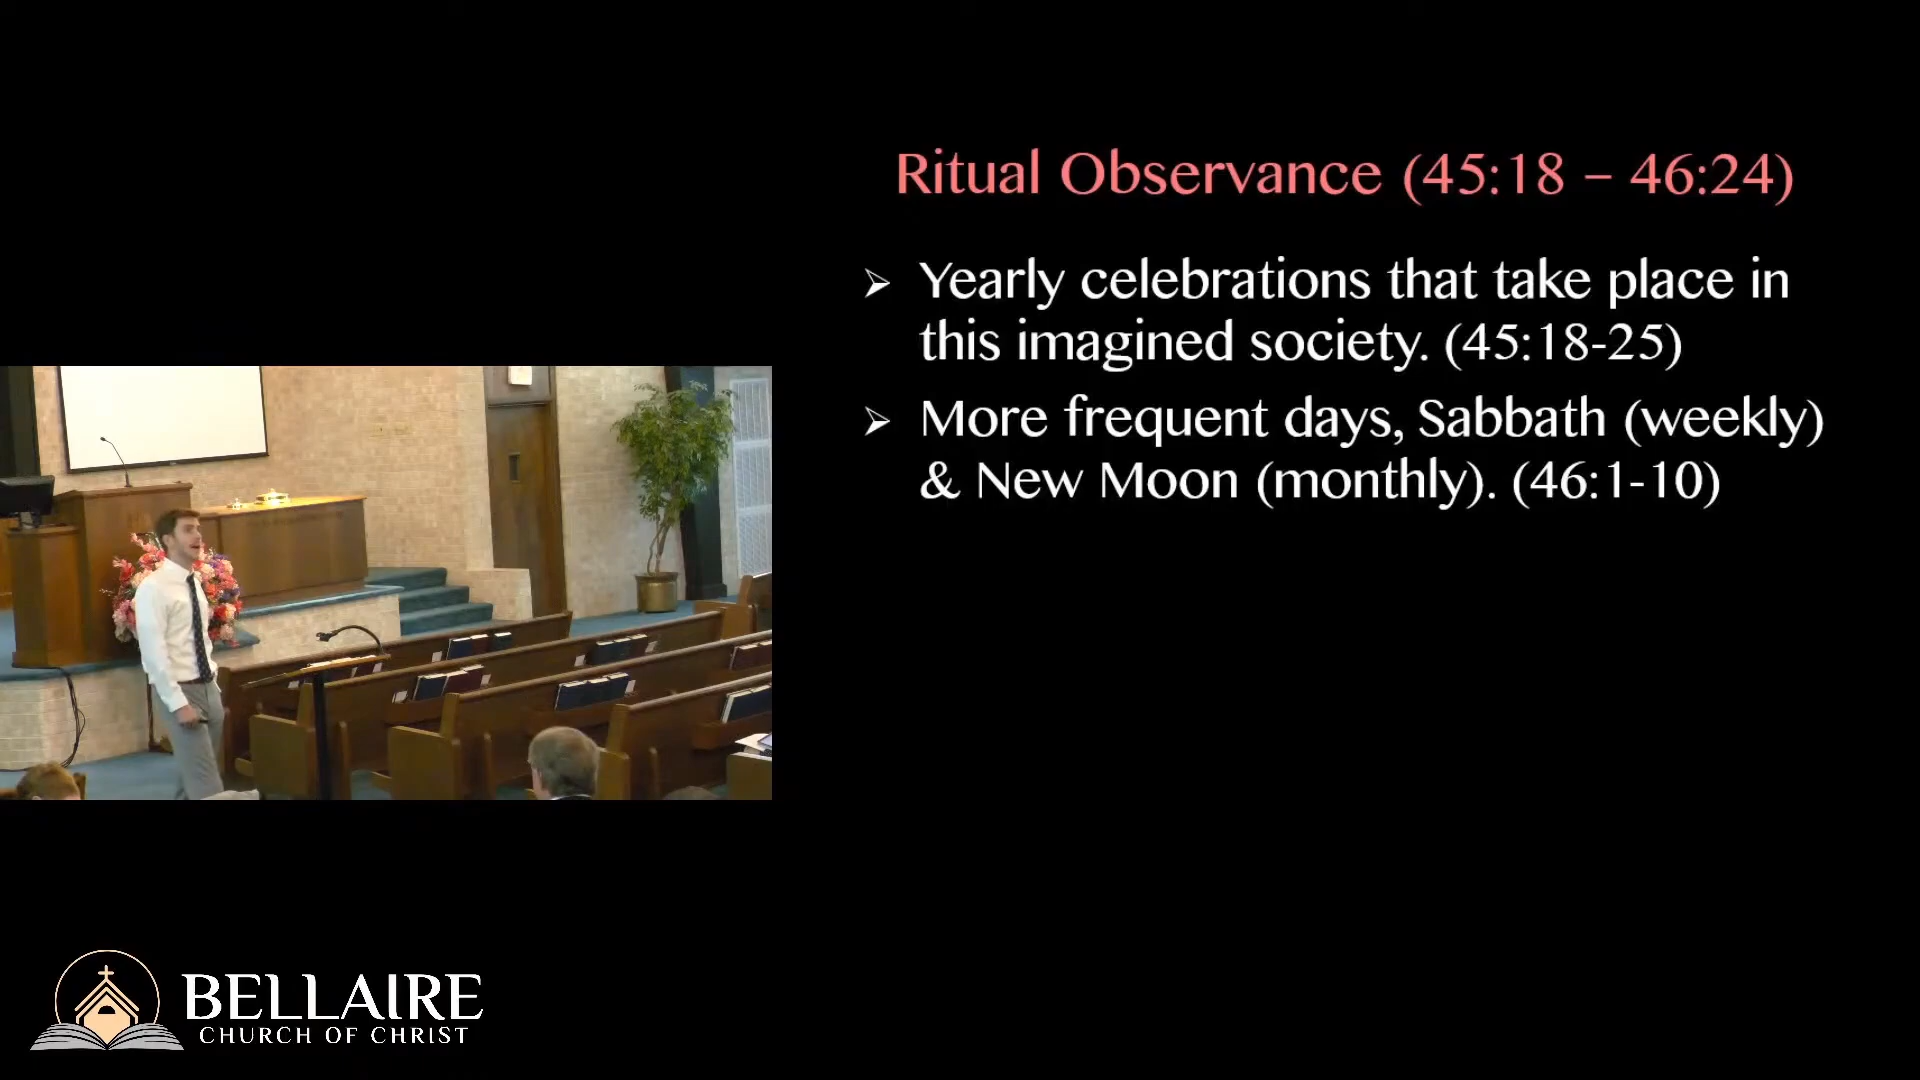 Ritual Observance (45:18 – 46:24)
➢ Yearly celebrations that take place in
this imagined society. (45:18-25)
➢ More frequent days, Sabbath (weekly)
& New Moon (monthly). (46:1-10)
BELLAIRE
CHURCH OF CHRIST